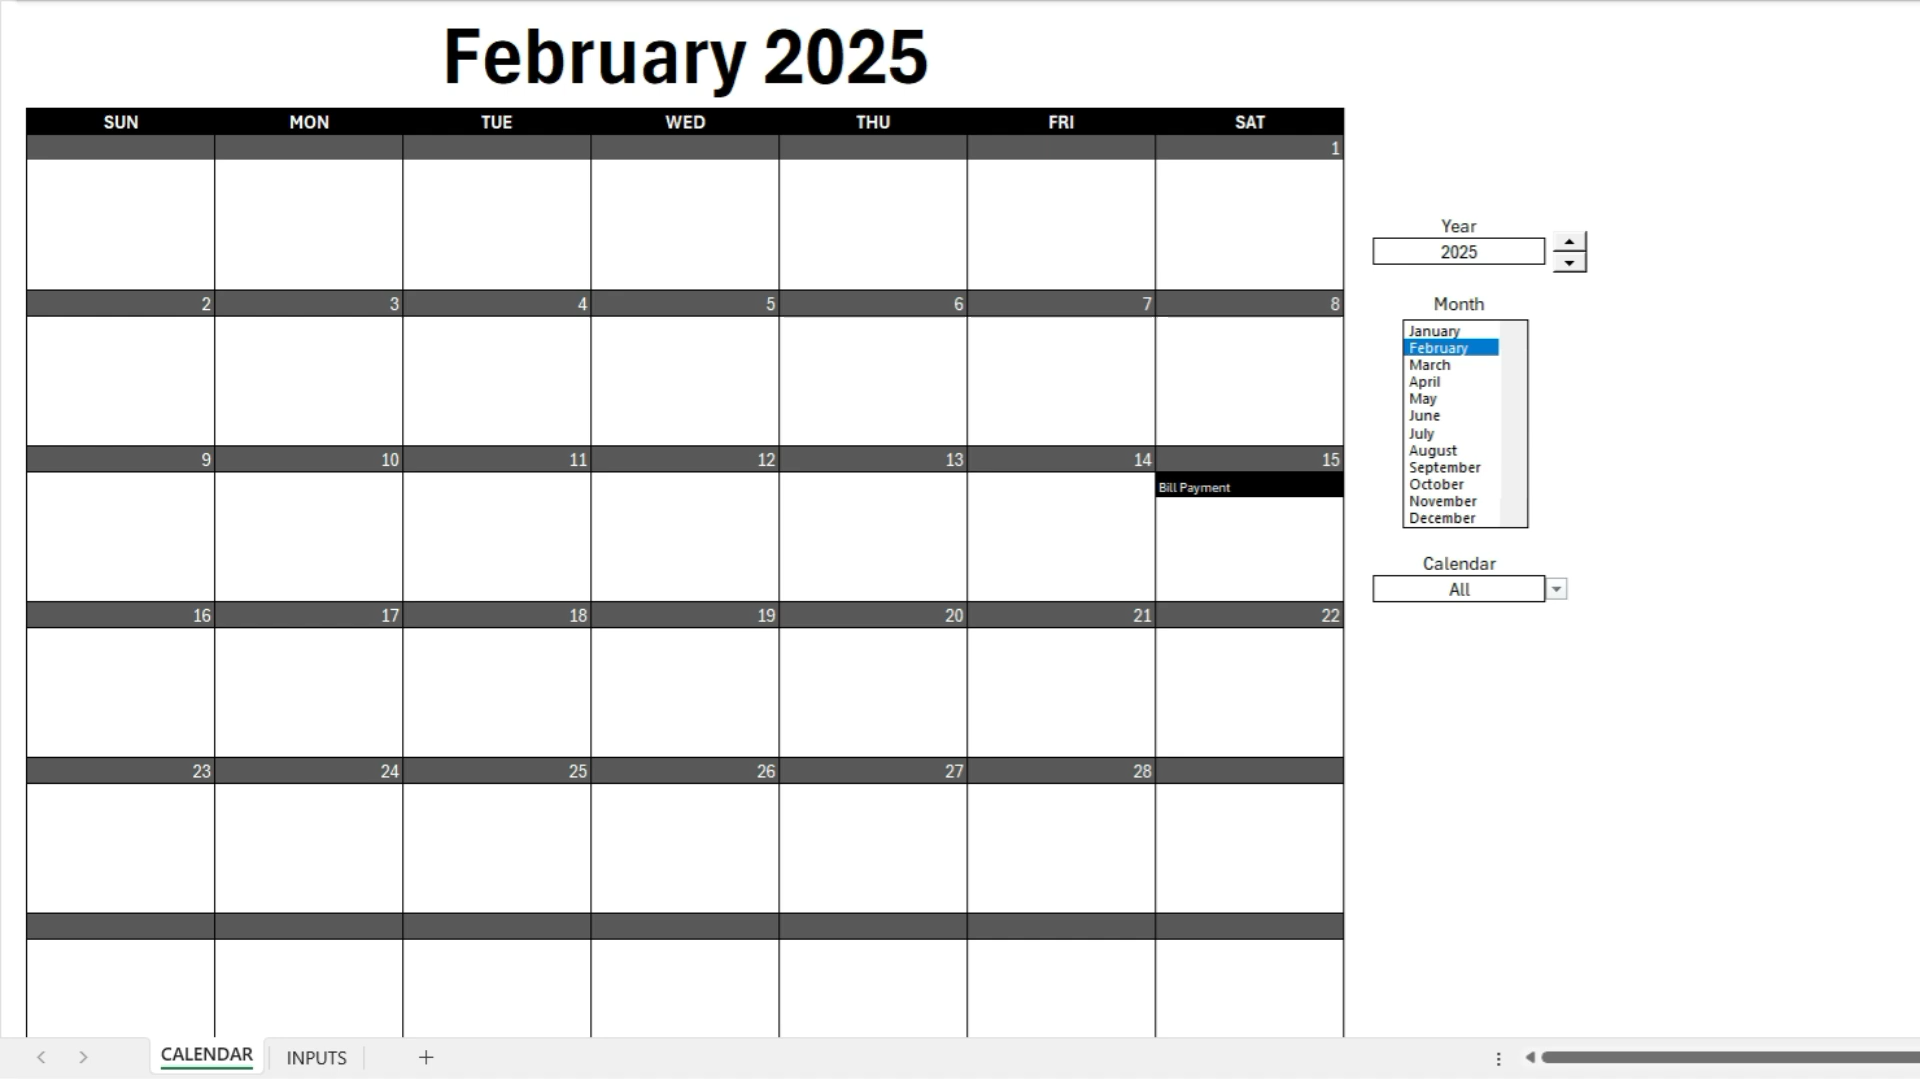 February 2025
SUN MON TUE WED THU FRI SAT
1
Year
2025
2 3 4 5 6 7 8
Month
January
February
March
April
May
June
July
August
September
October
November
December
9 10 11 12 13 14 15
Bill Payment
Calendar
All
16 17 18 19 20 21 22
23 24 25 26 27 28
CALENDAR INPUTS